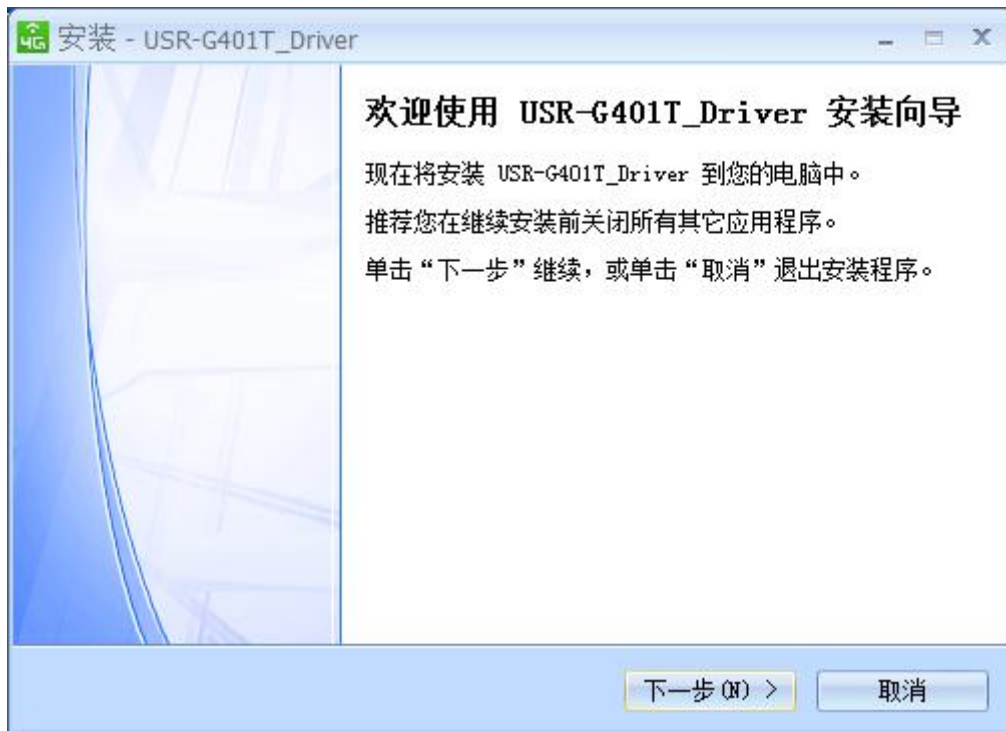 4G 安装 - USR-G401T_Driver
欢迎使用 USR-G401T_Driver 安装向导
现在将安装 USR-G401T_Driver 到您的电脑中。
推荐您在继续安装前关闭所有其它应用程序。
单击“下一步”继续，或单击“取消”退出安装程序。
下一步(N) >
取消